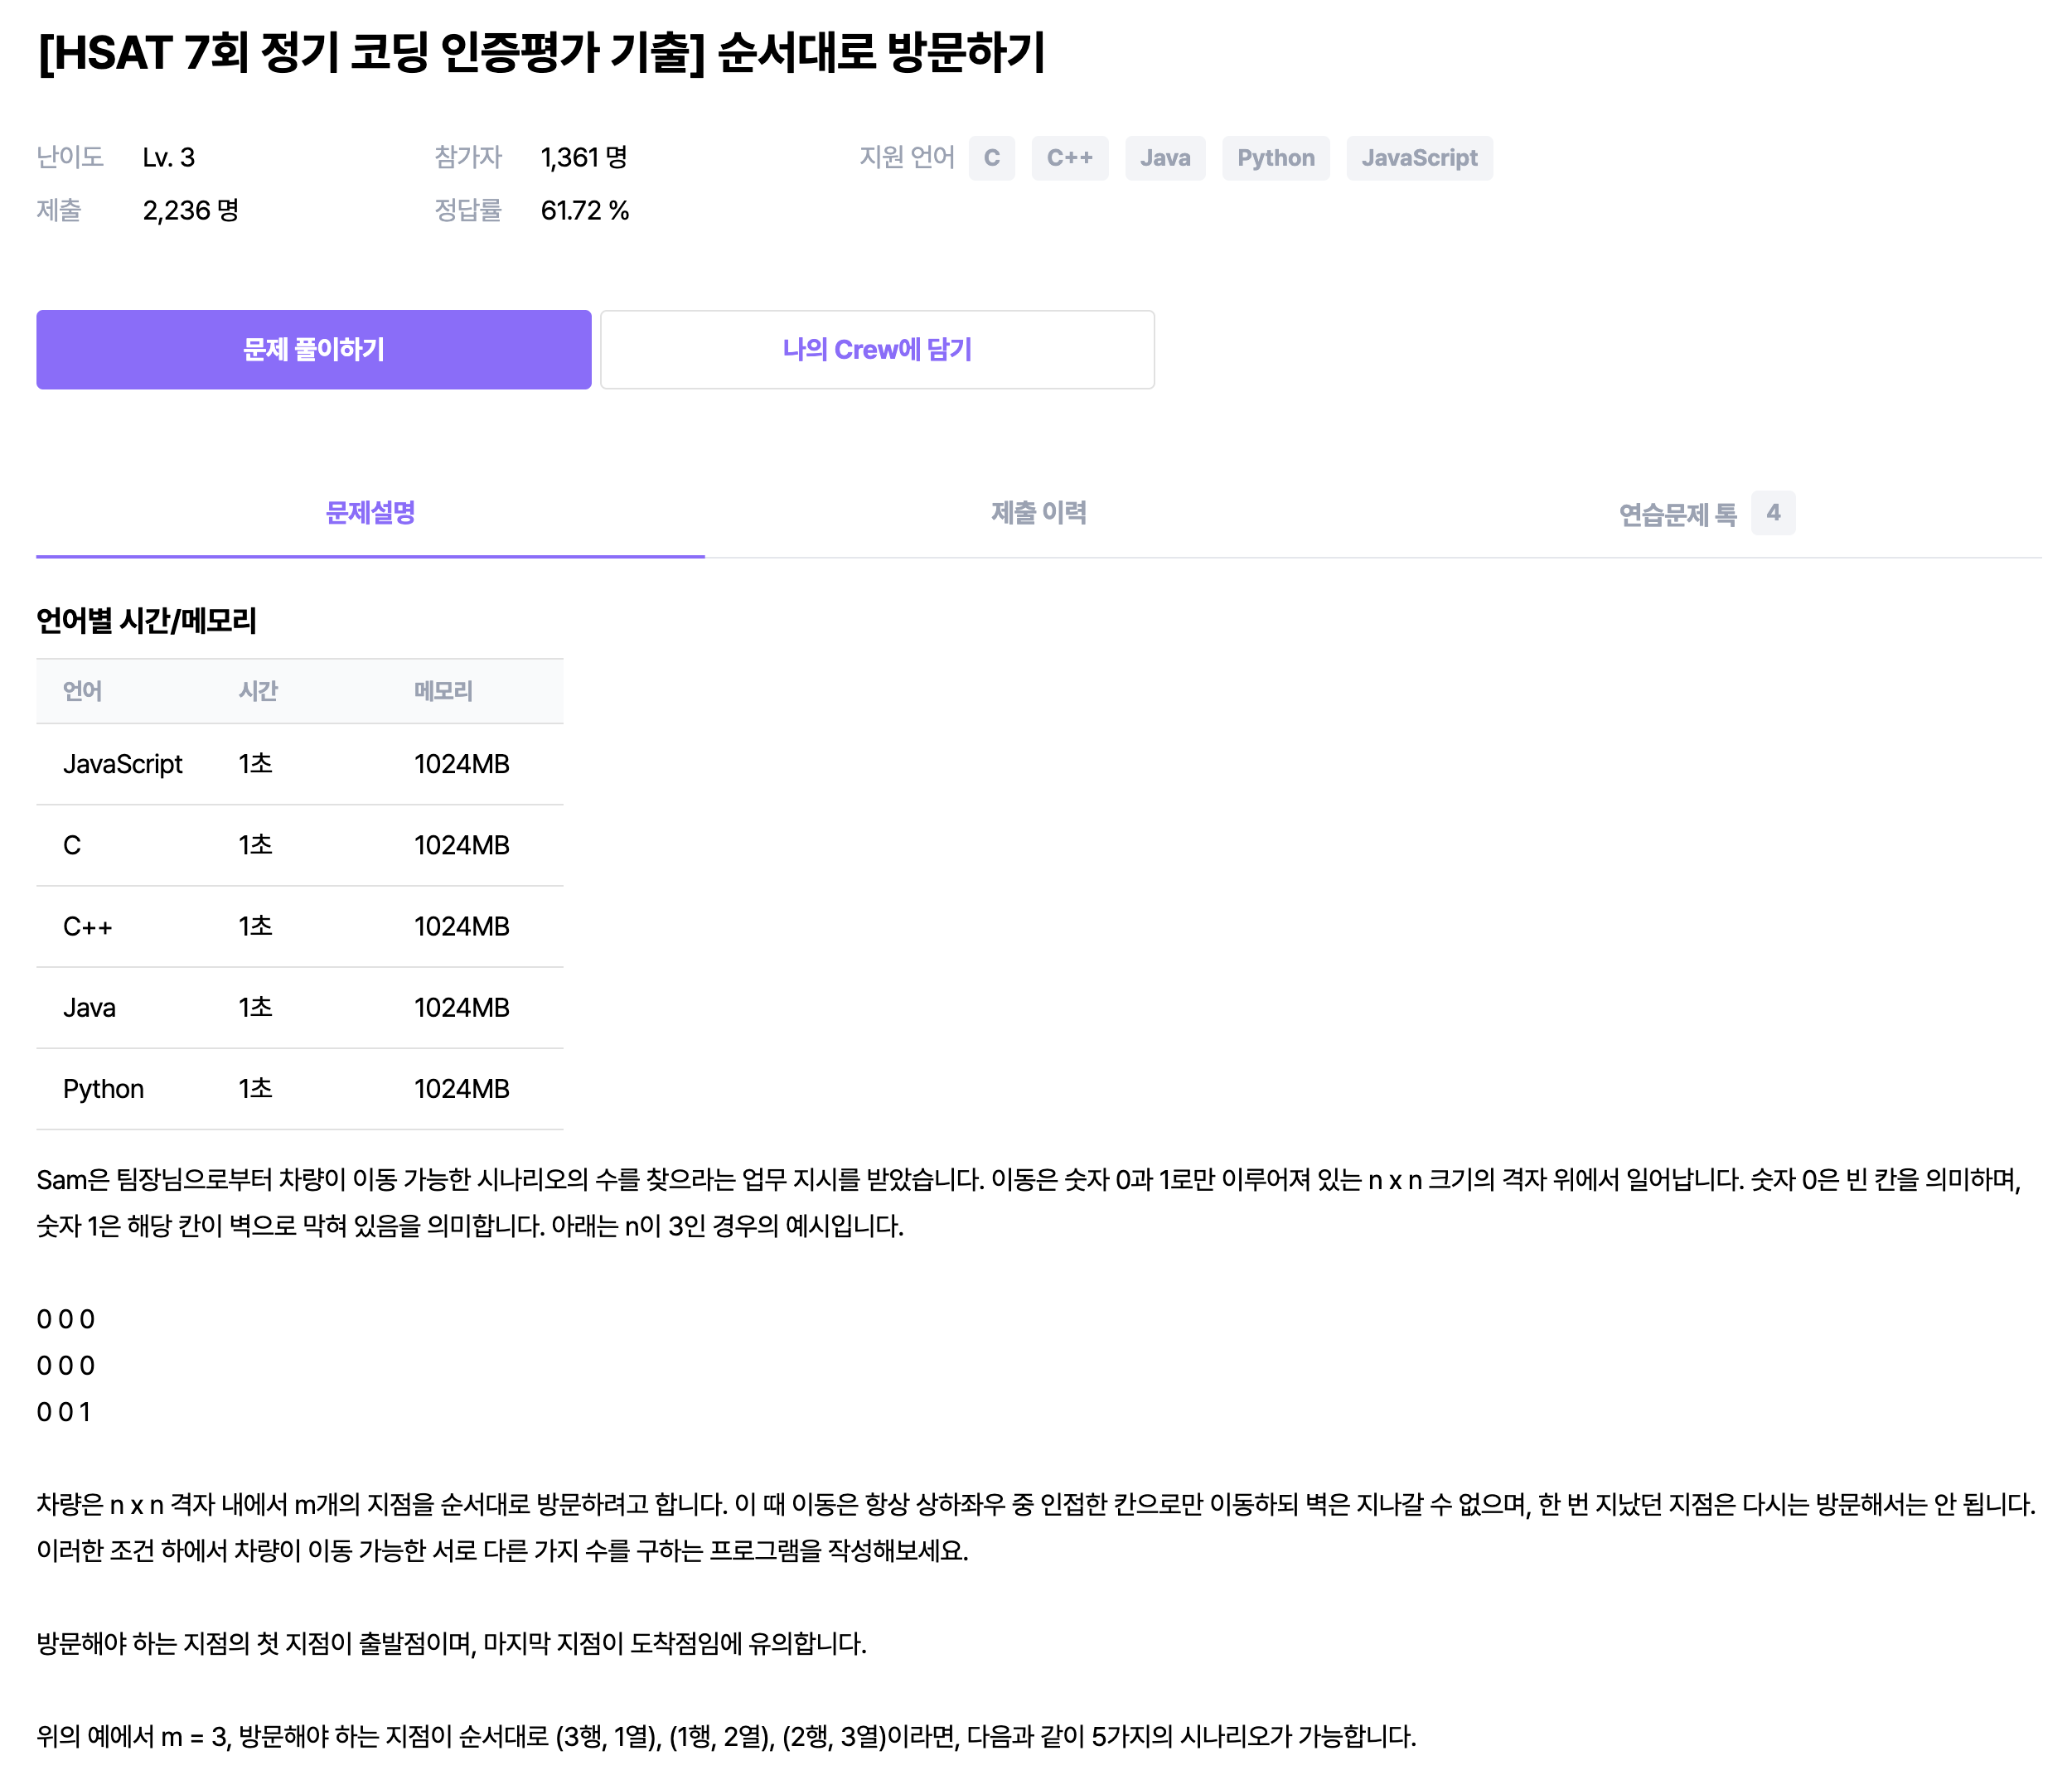 [HSAT 7회 정기 코딩 인증평가 기출] 순서대로 방문하기
난이도 Lv. 3 참가자 1,361 명 지원 언어 C C++ Java Python JavaScript
제출 2,236 명 정답률 61.72 %
문제 풀이하기 나의 Crew에 담기
문제설명 제출 이력 연습문제 톡 4
언어별 시간/메모리
언어 시간 메모리
JavaScript 1초 1024MB
C 1초 1024MB
C++ 1초 1024MB
Java 1초 1024MB
Python 1초 1024MB
Sam은 팀장님으로부터 차량이 이동 가능한 시나리오의 수를 찾으라는 업무 지시를 받았습니다. 이동은 숫자 0과 1로만 이루어져 있는 n x n 크기의 격자 위에서 일어납니다. 숫자 0은 빈 칸을 의미하며,
숫자 1은 해당 칸이 벽으로 막혀 있음을 의미합니다. 아래는 n이 3인 경우의 예시입니다.
0 0 0
0 0 0
0 0 1
차량은 n x n 격자 내에서 m개의 지점을 순서대로 방문하려고 합니다. 이 때 이동은 항상 상하좌우 중 인접한 칸으로만 이동하되 벽은 지나갈 수 없으며, 한 번 지났던 지점은 다시는 방문해서는 안 됩니다.
이러한 조건 하에서 차량이 이동 가능한 서로 다른 가지 수를 구하는 프로그램을 작성해보세요.
방문해야 하는 지점의 첫 지점이 출발점이며, 마지막 지점이 도착점임에 유의합니다.
위의 예에서 m = 3, 방문해야 하는 지점이 순서대로 (3행, 1열), (1행, 2열), (2행, 3열)이라면, 다음과 같이 5가지의 시나리오가 가능합니다.